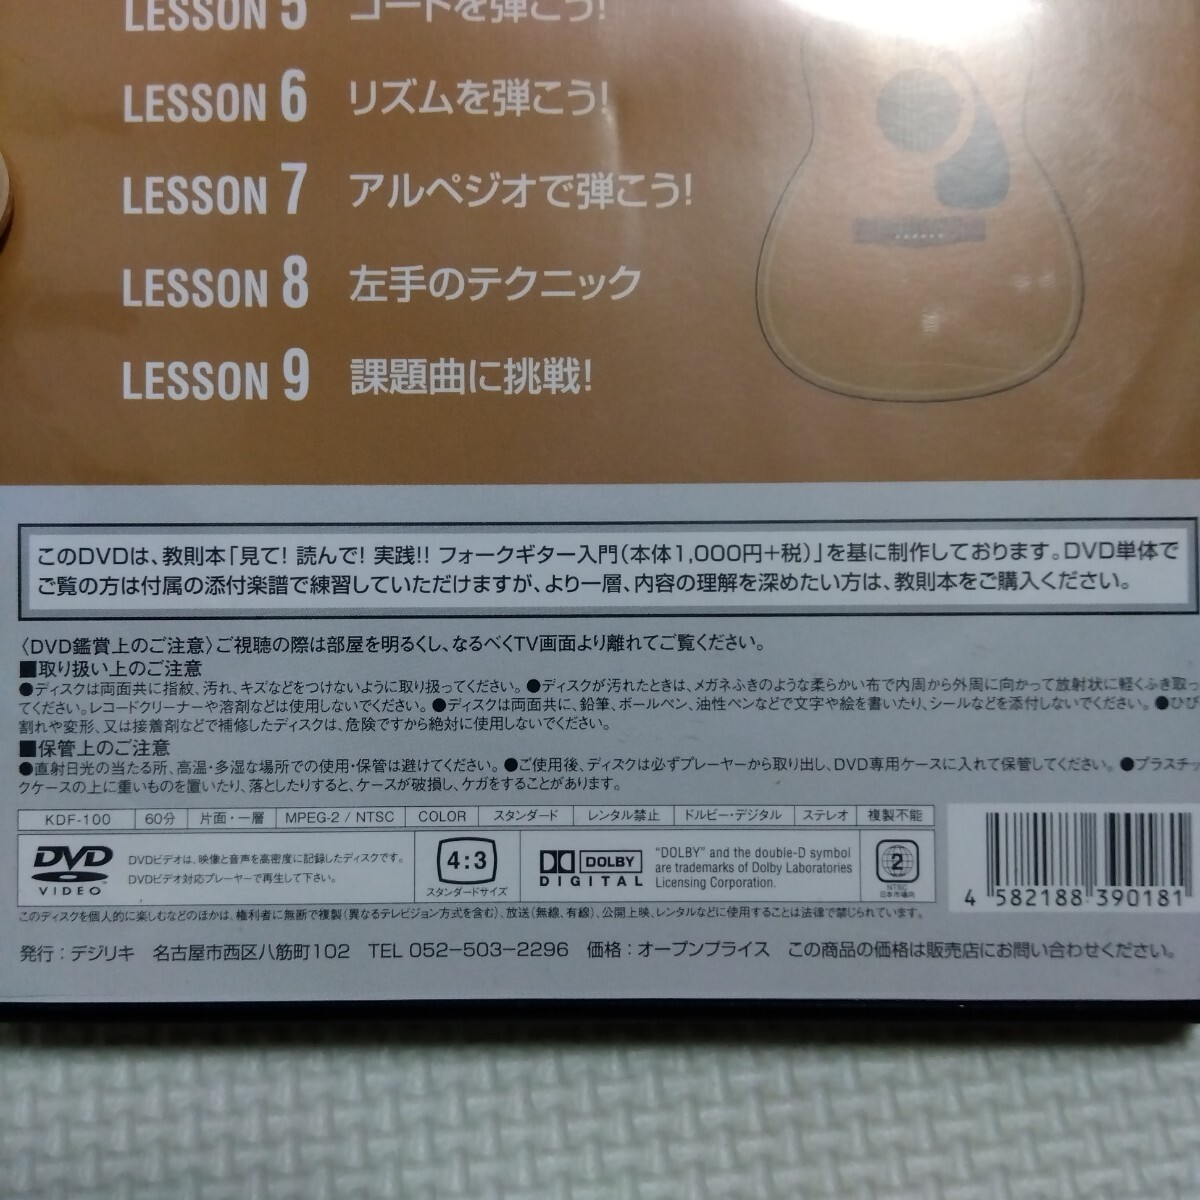 LESSON 5 コードを弾こう!
LESSON 6 リズムを弾こう!
LESSON 7 アルペジオで弾こう!
LESSON 8 左手のテクニック
LESSON 9 課題曲に挑戦!
このDVDは、教則本「見て! 読んで! 実践!! フォークギター入門(本体1,000円+税)」を基に制作しております。DVD単体で
ご覧の方は付属の添付楽譜で練習していただけますが、より一層、内容の理解を深めたい方は、教則本をご購入ください。
〈DVD鑑賞上のご注意〉ご視聴の際は部屋を明るくし、なるべくTV画面より離れてご覧ください。
■取り扱い上のご注意
●ディスクは両面共に指紋、汚れ、キズなどをつけないように取り扱ってください。●ディスクが汚れたときは、メガネふきのような柔らかい布で内周から外周に向かって放射状に軽くふき取っ
てください。レコードクリーナーや溶剤などは使用しないでください。●ディスクは両面共に、鉛筆、ボールペン、油性ペンなどで文字や絵を書いたり、シールなどを添付しないでください。●ひび
割れや変形、又は接着剤などで補修したディスクは、危険ですから絶対に使用しないでください。
■保管上のご注意
●直射日光の当たる所、高温・多湿な場所での使用・保管は避けてください。●ご使用後、ディスクは必ずプレーヤーから取り出し、DVD専用ケースに入れて保管してください。●プラスチッ
クケースの上に重いものを置いたり、落としたりすると、ケースが破損し、ケガをすることがあります。
KDF-100 60分 片面・一層 MPEG-2 / NTSC COLOR スタンダード レンタル禁止 ドルビー・デジタル ステレオ 複製不能
DVD VIDEO
DVDビデオは、映像と音声を高密度に記録したディスクです。
DVDビデオ対応プレーヤーで再生して下さい。
4:3
スタンダードサイズ
DOLBY
DIGITAL
"DOLBY" and the double-D symbol
are trademarks of Dolby Laboratories
Licensing Corporation.
2
NTSC
日本市場向
4 582188 390181
このディスクを個人的に楽しむなどのほかは、権利者に無断で複製(異なるテレビジョン方式を含む)、放送(無線、有線)、公開上映、レンタルなどに使用することは法律で禁じられています。
発行:デジリキ 名古屋市西区八筋町102 TEL 052-503-2296 価格:オープンプライス この商品の価格は販売店にお問い合わせください。